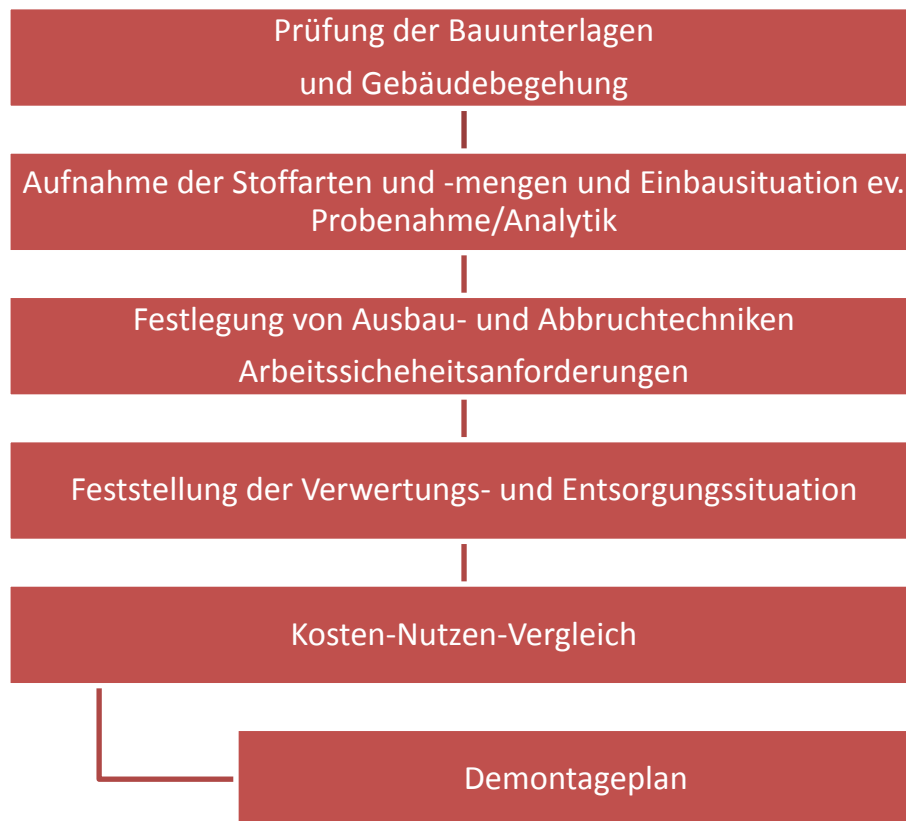 Prüfung der Bauunterlagen
und Gebäudebegehung
Aufnahme der Stoffarten und -mengen und Einbausituation ev.
Probenahme/Analytik
Festlegung von Ausbau- und Abbruchtechniken
Arbeitssicheheitsanforderungen
Feststellung der Verwertungs- und Entsorgungssituation
Kosten-Nutzen-Vergleich
Demontageplan